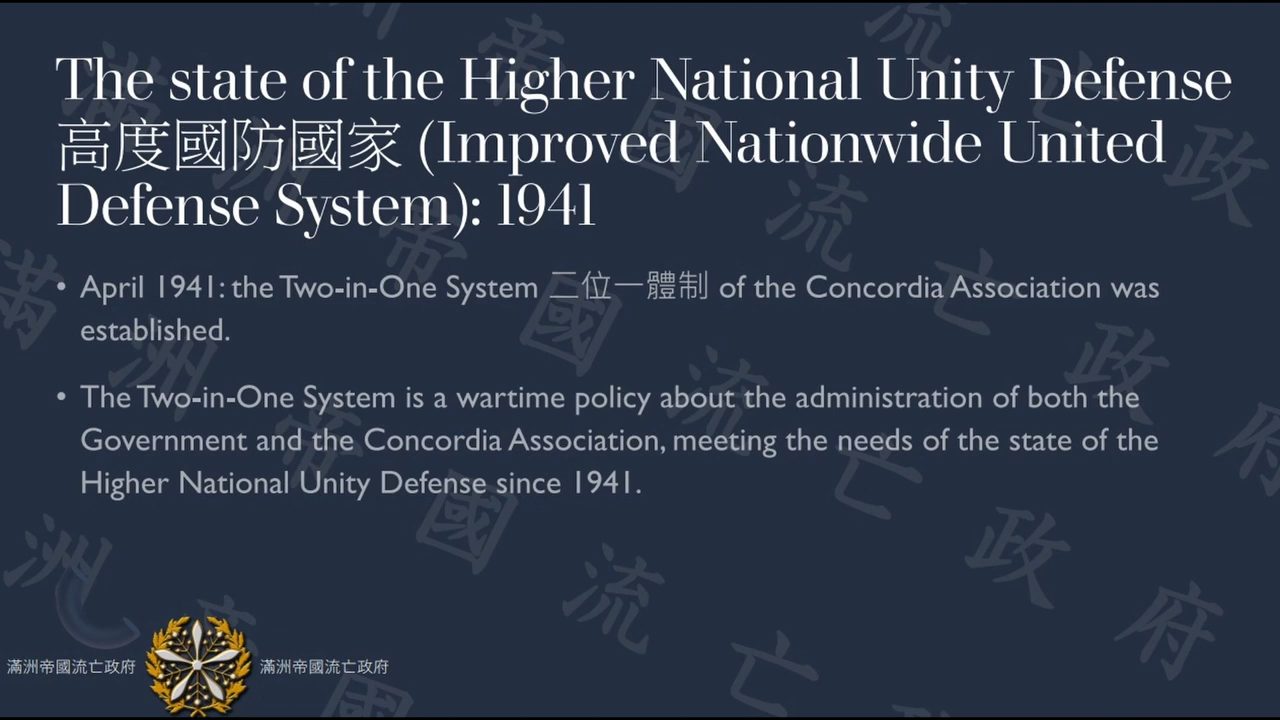 The state of the Higher National Unity Defense
高度國防國家 (Improved Nationwide United
Defense System): 1941
• April 1941: the Two-in-One System 二位一體制 of the Concordia Association was
established.
• The Two-in-One System is a wartime policy about the administration of both the
Government and the Concordia Association, meeting the needs of the state of the
Higher National Unity Defense since 1941.
滿洲帝國流亡政府 滿洲帝國流亡政府